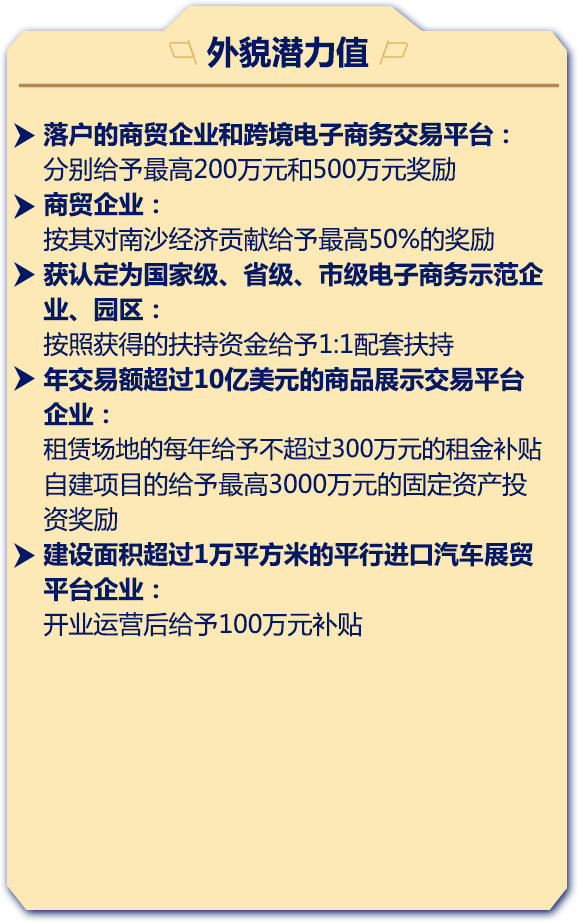 外貌潜力值
落户的商贸企业和跨境电子商务交易平台：
分别给予最高200万元和500万元奖励
商贸企业：
按其对南沙经济贡献给予最高50%的奖励
获认定为国家级、省级、市级电子商务示范企
业、园区：
按照获得的扶持资金给予1:1配套扶持
年交易额超过10亿美元的商品展示交易平台
企业：
租赁场地的每年给予不超过300万元的租金补贴
自建项目的给予最高3000万元的固定资产投
资奖励
建设面积超过1万平方米的平行进口汽车展贸
平台企业：
开业运营后给予100万元补贴